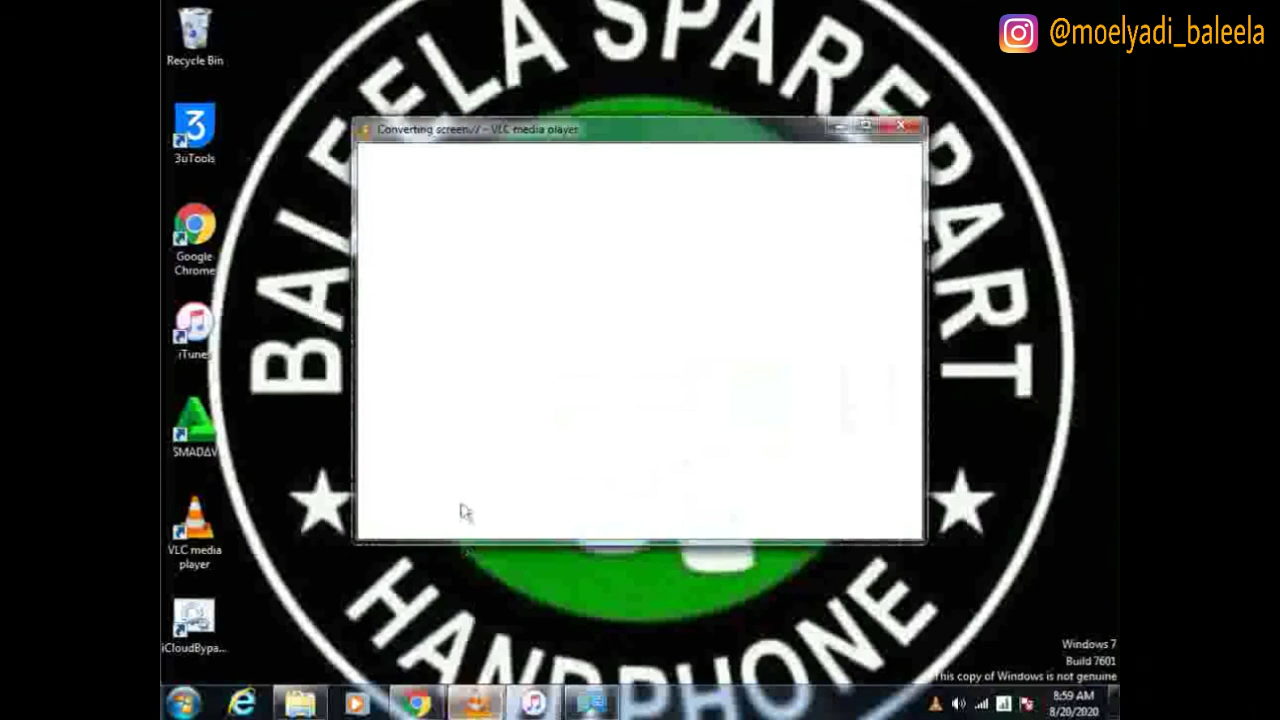 @moelyadi_baleela
BALEELA SPAREPART
HANDPHONE
Recycle Bin
3uTools
Google
Chrome
iTunes
SMADAV
VLC media
player
iCloudBypa...
Converting screen:// - VLC media player
Windows 7
Build 7601
This copy of Windows is not genuine
8:59 AM
8/20/2020